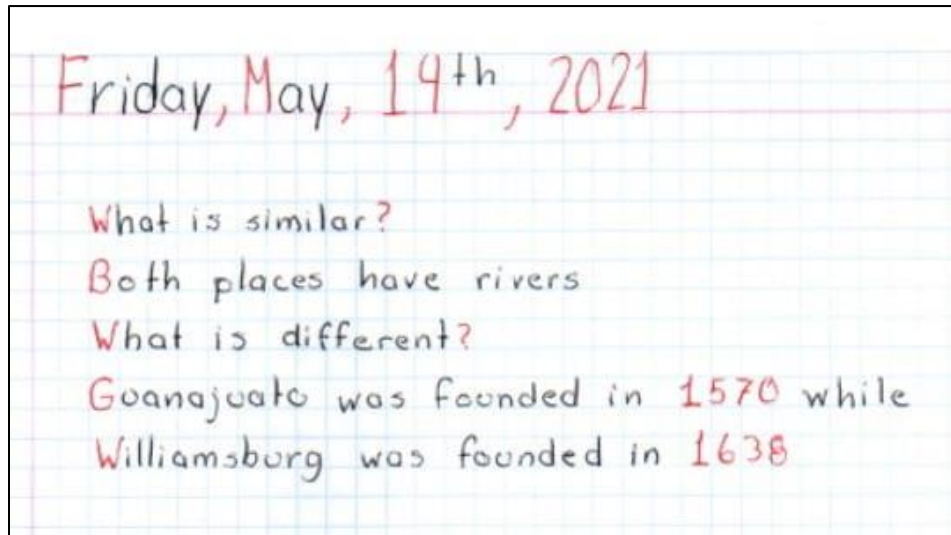 Friday, May, 14th, 2021
What is similar?
Both places have rivers
What is different?
Guanajuato was founded in 1570 while
Williamsburg was founded in 1638